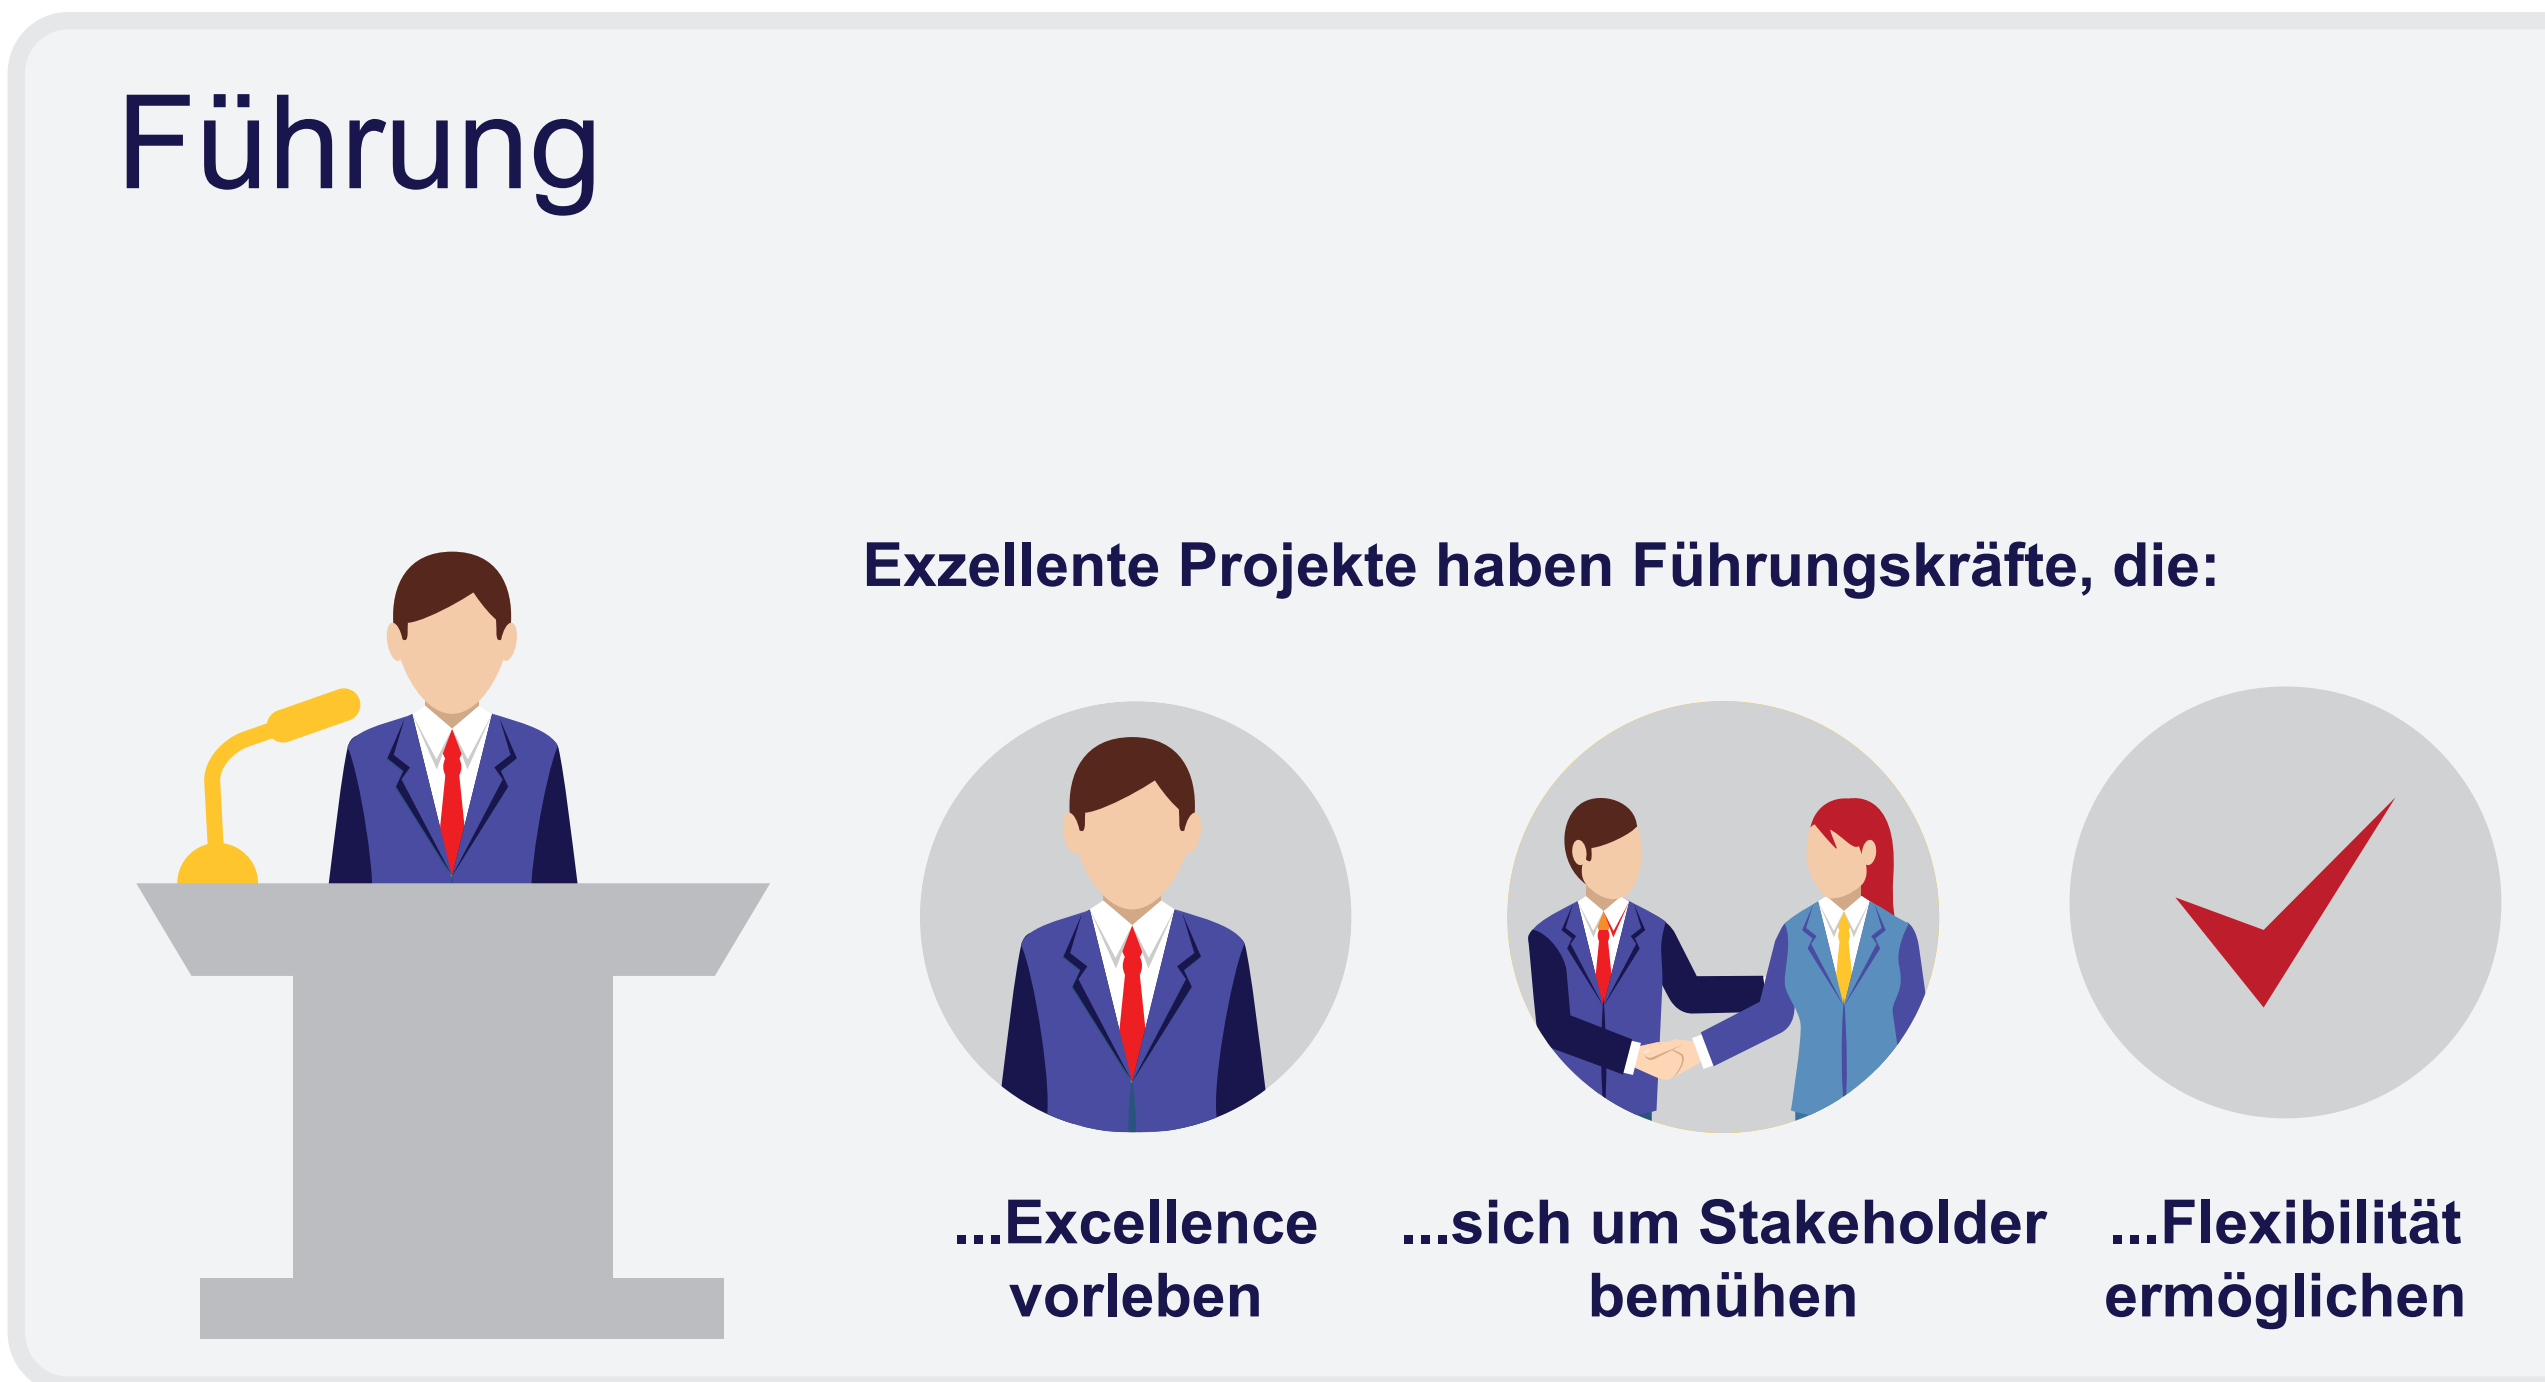 Führung
Exzellente Projekte haben Führungskräfte, die:
...Excellence
vorleben
...sich um Stakeholder
bemühen
...Flexibilität
ermöglichen